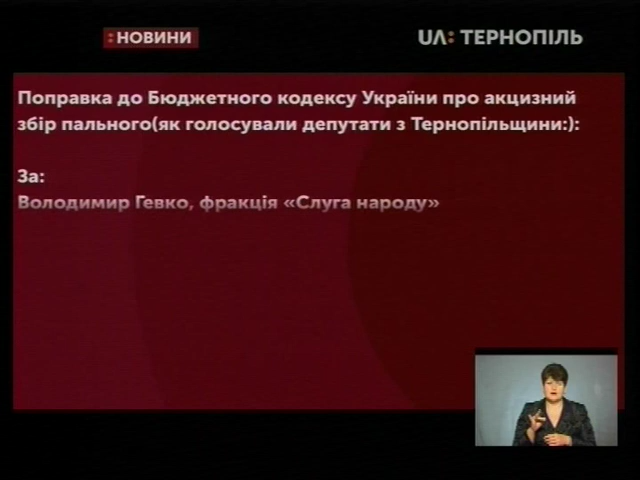 :НОВИНИ
UA: ТЕРНОПІЛЬ
Поправка до Бюджетного кодексу України про акцизний
збір пального(як голосували депутати з Тернопільщини:):
За:
Володимир Гевко, фракція «Слуга народу»